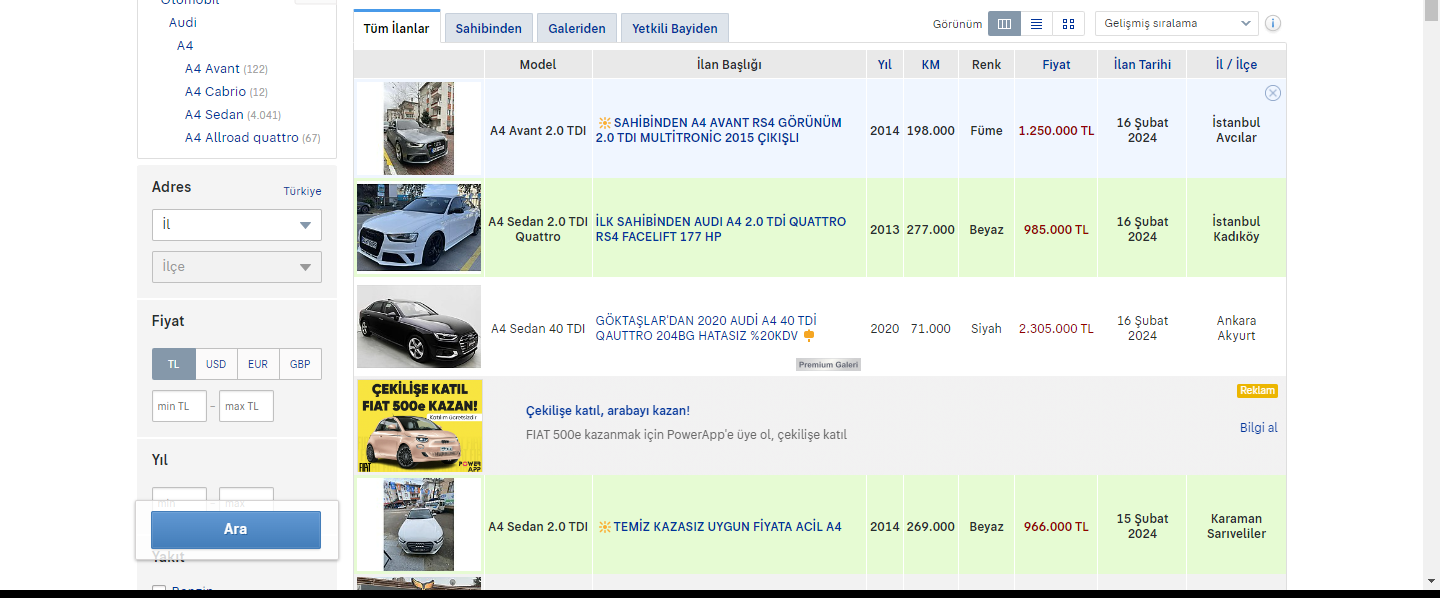 Otomobil
Audi
A4
A4 Avant (122)
A4 Cabrio (12)
A4 Sedan (4.041)
A4 Allroad quattro (67)
Adres
Türkiye
İl
İlçe
Fiyat
TL USD EUR GBP
min TL – max TL
Yıl
min – max
Ara
Yakıt
Benzin
Tüm İlanlar Sahibinden Galeriden Yetkili Bayiden
Görünüm
Gelişmiş sıralama
Model İlan Başlığı Yıl KM Renk Fiyat İlan Tarihi İl / İlçe
A4 Avant 2.0 TDI
SAHİBİNDEN A4 AVANT RS4 GÖRÜNÜM
2.0 TDI MULTİTRONİC 2015 ÇIKIŞLI
2014 198.000 Füme 1.250.000 TL
16 Şubat
2024
İstanbul
Avcılar
A4 Sedan 2.0 TDI
Quattro
İLK SAHİBİNDEN AUDI A4 2.0 TDİ QUATTRO
RS4 FACELIFT 177 HP
2013 277.000 Beyaz 985.000 TL
16 Şubat
2024
İstanbul
Kadıköy
A4 Sedan 40 TDI
GÖKTAŞLAR'DAN 2020 AUDİ A4 40 TDİ
QAUTTRO 204BG HATASIZ %20KDV
Premium Galeri
2020 71.000 Siyah 2.305.000 TL
16 Şubat
2024
Ankara
Akyurt
ÇEKİLİŞE KATIL
FIAT 500e KAZAN!
Katılım ücretsizdir
FIAT
POWER
APP
Çekilişe katıl, arabayı kazan!
FIAT 500e kazanmak için PowerApp'e üye ol, çekilişe katıl
Reklam
Bilgi al
A4 Sedan 2.0 TDI
TEMİZ KAZASIZ UYGUN FİYATA ACİL A4
2014 269.000 Beyaz 966.000 TL
15 Şubat
2024
Karaman
Sarıveliler